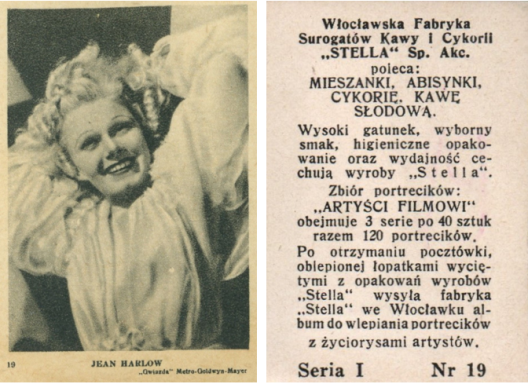 19
JEAN HARLOW
„Gwiazda" Metro-Goldwyn-Mayer
Włocławska Fabryka
Surogatów Kawy i Cykorii
„STELLA" Sp. Akc.
poleca:
MIESZANKI, ABISYNKI,
CYKORIĘ, KAWĘ
SŁODOWĄ.
Wysoki gatunek, wyborny
smak, higieniczne opako-
wanie oraz wydajność ce-
chują wyroby „Stella".
Zbiór portrecików:
„ARTYŚCI FILMOWI"
obejmuje 3 serie po 40 sztuk
razem 120 portrecików.
Po otrzymaniu pocztówki,
oblepionej łopatkami wycię-
tymi z opakowań wyrobów
„Stella" wysyła fabryka
„Stella" we Włocławku al-
bum do wlepiania portrecików
z życiorysami artystów.
Seria I Nr 19